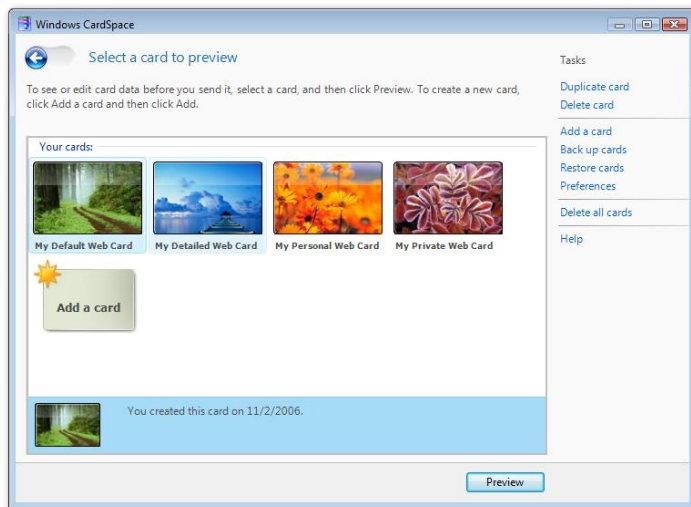 Windows CardSpace
Select a card to preview
To see or edit card data before you send it, select a card, and then click Preview. To create a new card,
click Add a card and then click Add.
Your cards:
My Default Web Card
My Detailed Web Card
My Personal Web Card
My Private Web Card
Add a card
You created this card on 11/2/2006.
Preview
Tasks
Duplicate card
Delete card
Add a card
Back up cards
Restore cards
Preferences
Delete all cards
Help